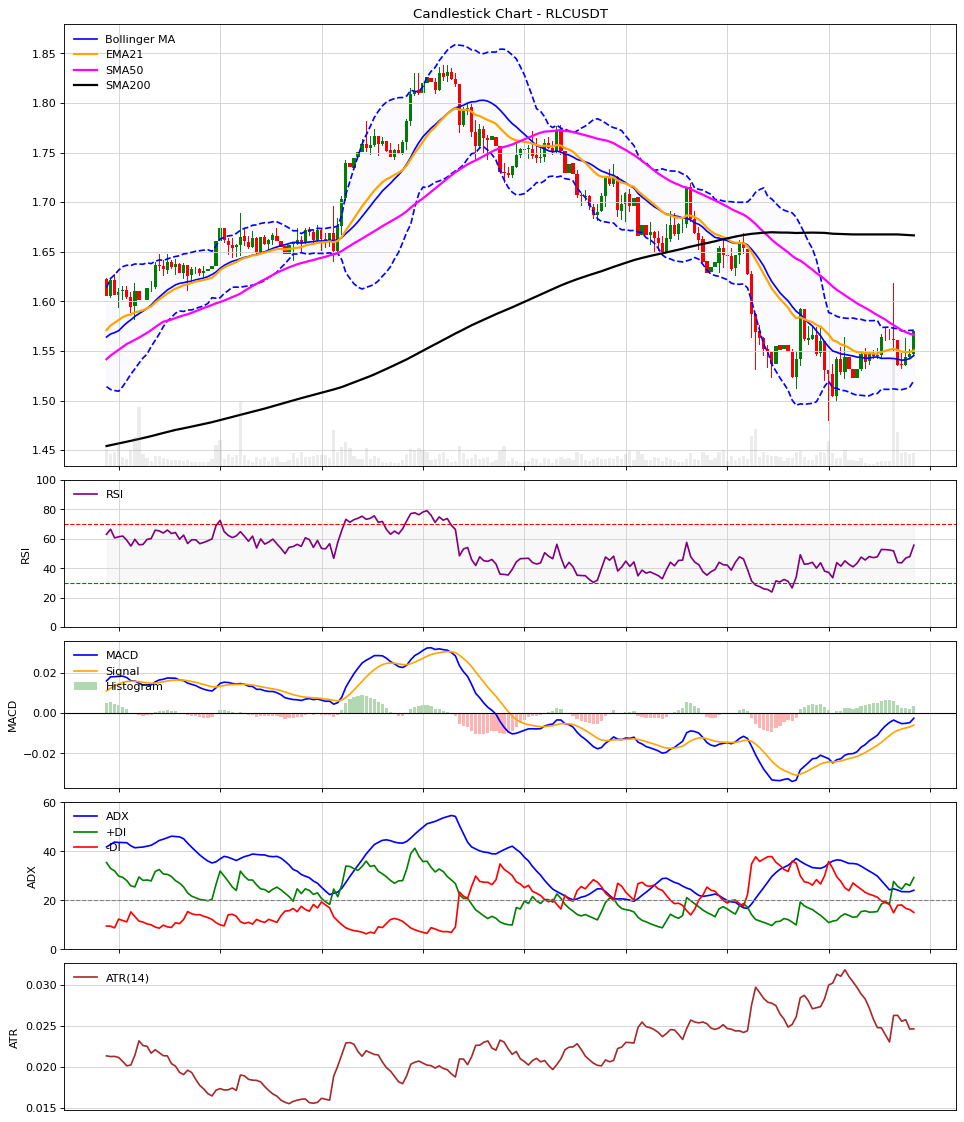 Candlestick Chart - RLCUSDT
Bollinger MA
EMA21
SMA50
SMA200
1.85
1.80
1.75
1.70
1.65
1.60
1.55
1.50
1.45
RSI
RSI
100
80
60
40
20
0
MACD
Signal
Histogram
MACD
0.02
0.00
−0.02
ADX
+DI
-DI
ADX
60
40
20
0
ATR(14)
ATR
0.030
0.025
0.020
0.015